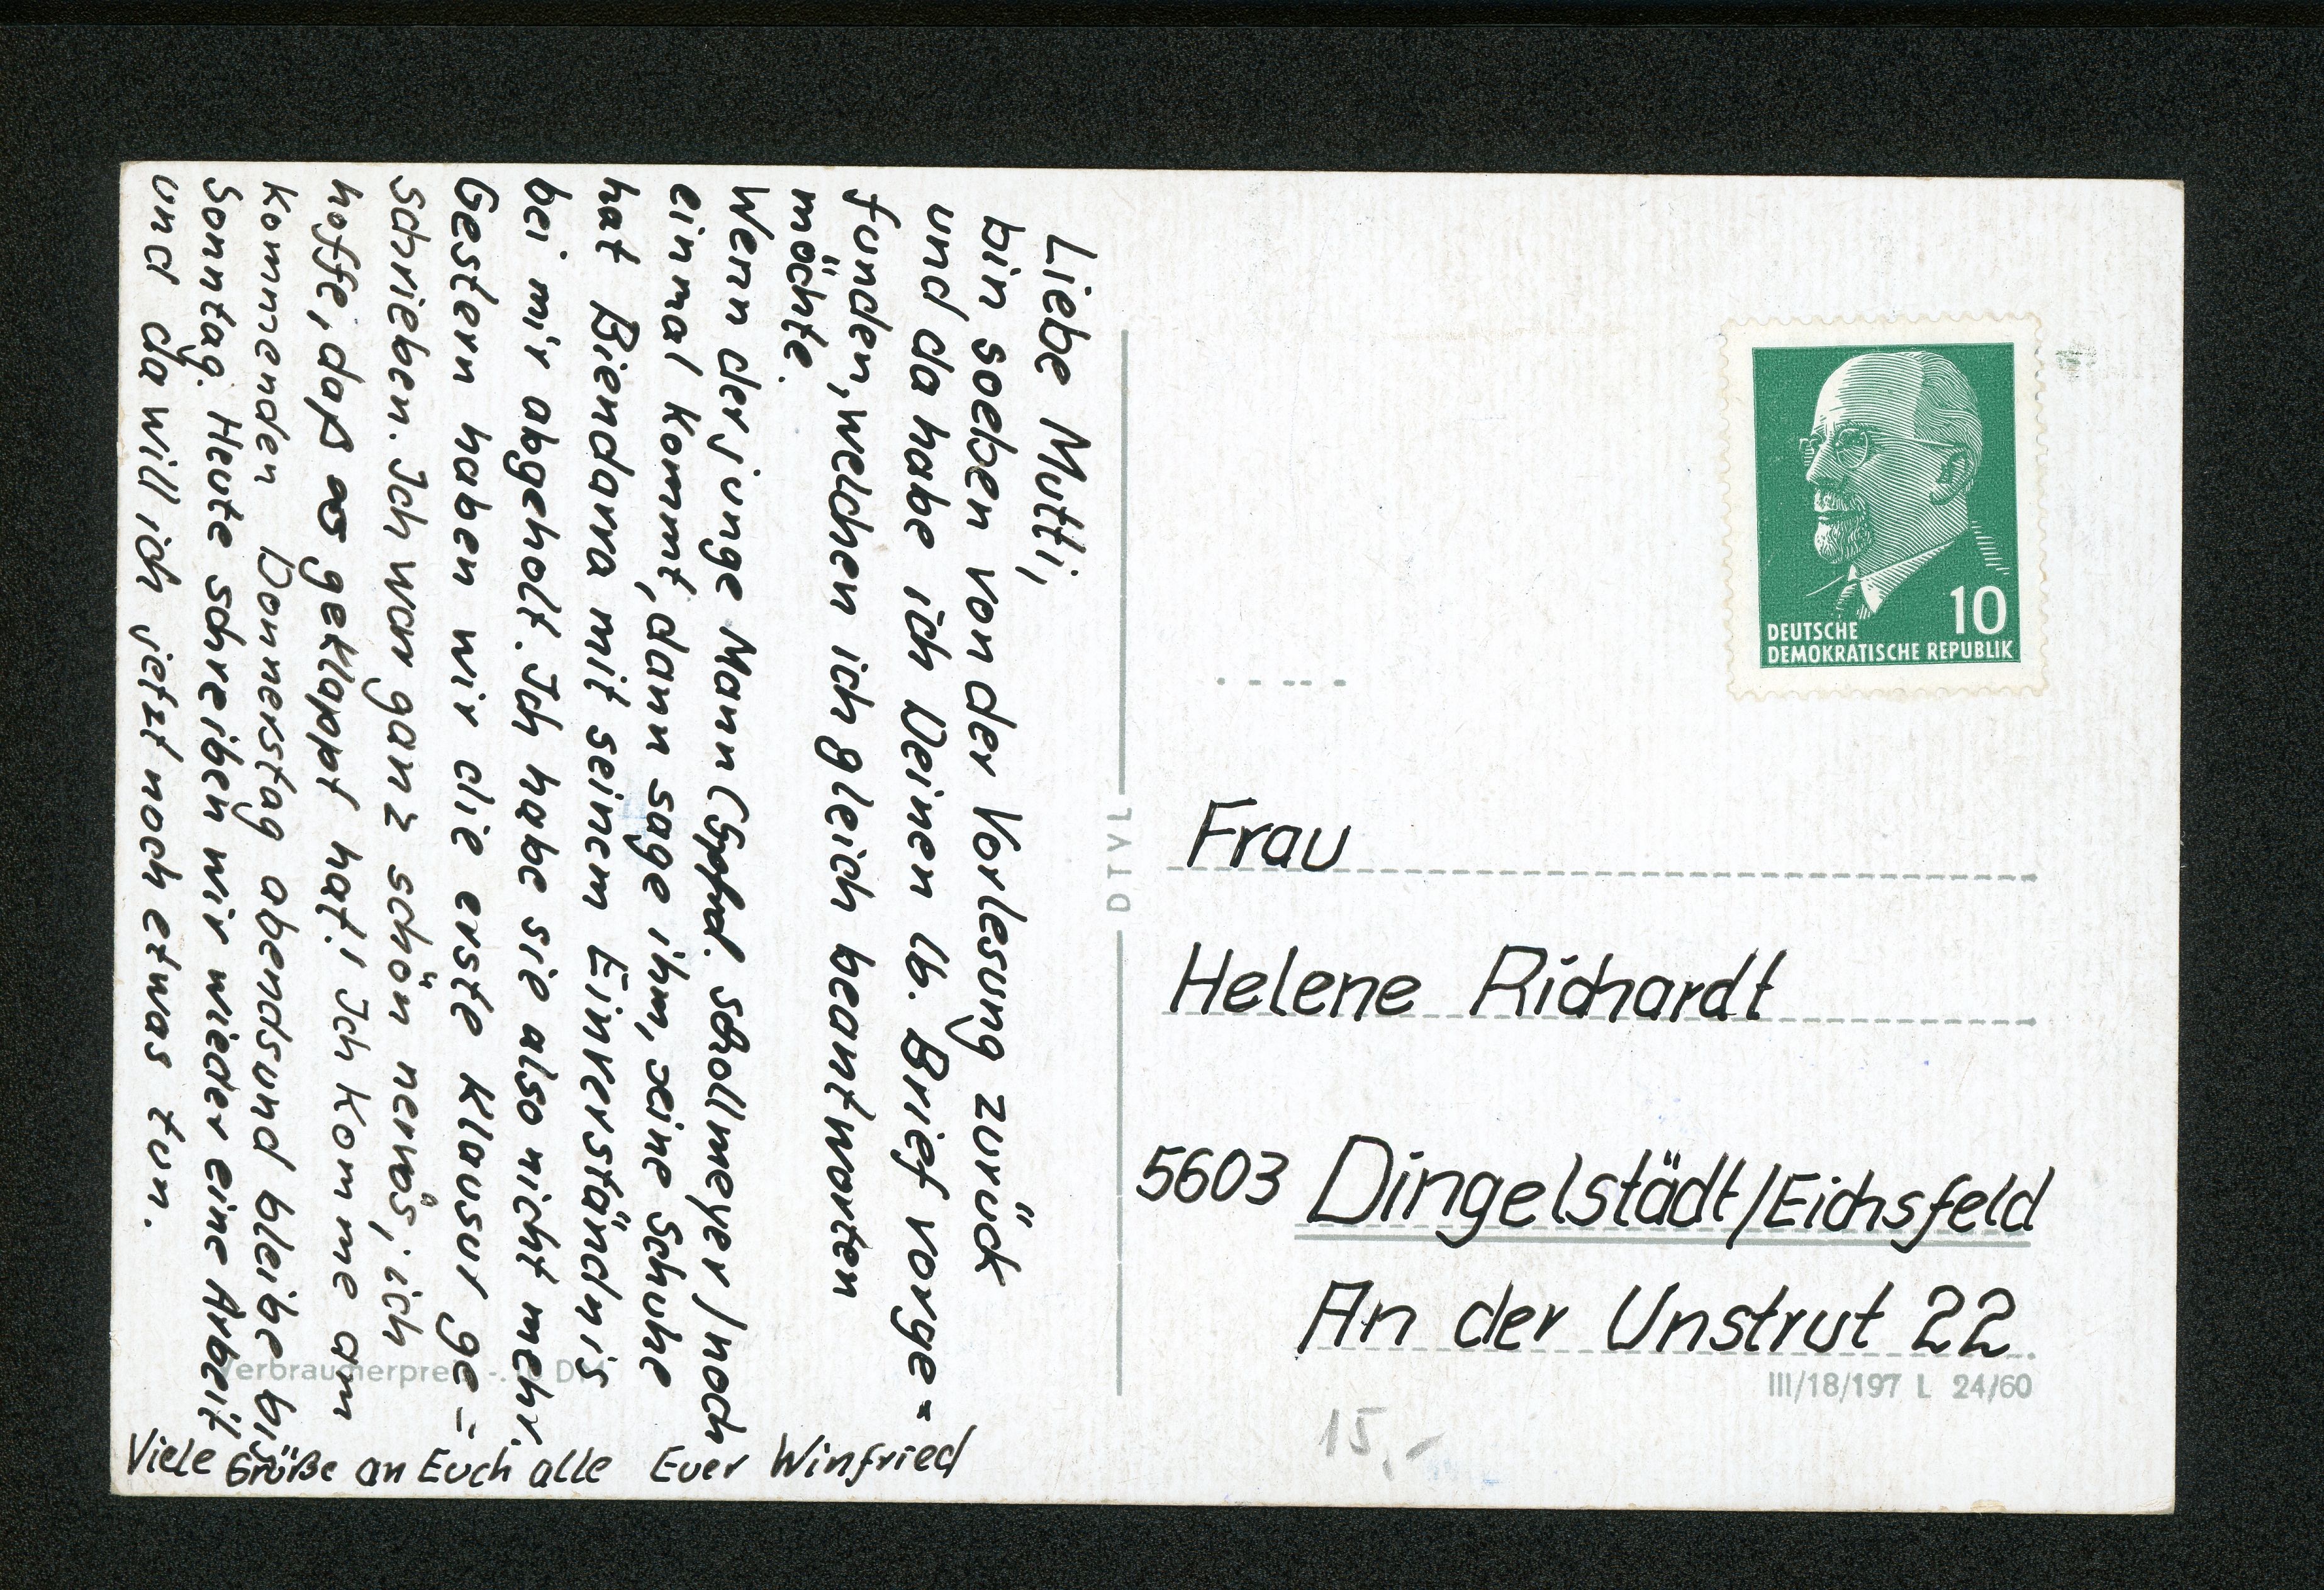 Liebe Mutti,
bin soeben von der Vorlesung zurück
und da habe ich Deinen lb. Brief vorge=
funden, welchen ich gleich beantworten
möchte.
Wenn der junge Mann (Spfrd. Schollmeyer) noch
einmal kommt, dann sage ihm, seine Schuhe
hat Biendarra mit seinem Einverständnis
bei mir abgeholt. Ich habe sie also nicht mehr.
Gestern haben wir die erste Klausur ge=
schrieben. Ich war ganz schön nervös, ich
hoffe, daß es geklappt hat! Ich komme am
kommenden Donnerstag abends und bleibe bis
Sonntag. Heute schreiben wir wieder eine Arbeit
und da will ich jetzt noch etwas tun.
Viele Grüße an Euch alle Euer Winfried
DEUTSCHE
DEMOKRATISCHE REPUBLIK
10
DTVL
Frau
Helene Richardt
5603 Dingelstädt/Eichsfeld
An der Unstrut 22
III/18/197 L 24/60
15,-